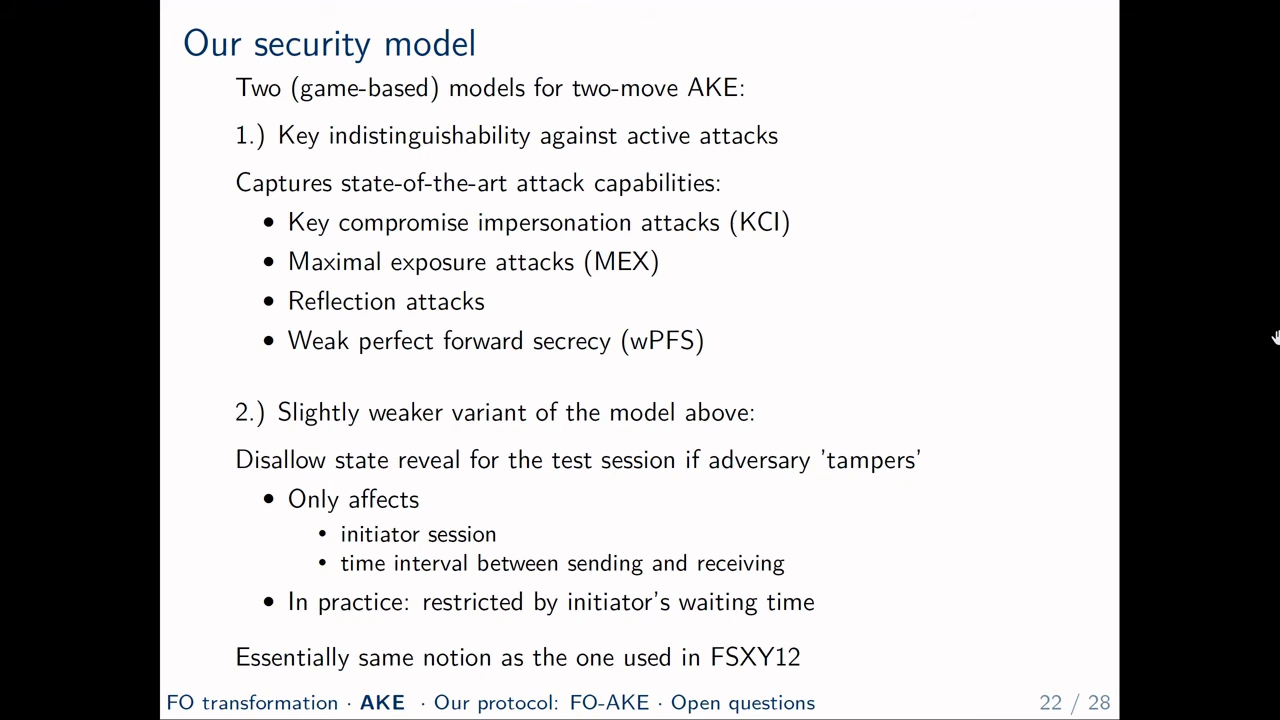 Our security model
Two (game-based) models for two-move AKE:
1.) Key indistinguishability against active attacks
Captures state-of-the-art attack capabilities:
• Key compromise impersonation attacks (KCI)
• Maximal exposure attacks (MEX)
• Reflection attacks
• Weak perfect forward secrecy (wPFS)
2.) Slightly weaker variant of the model above:
Disallow state reveal for the test session if adversary 'tampers'
• Only affects
• initiator session
• time interval between sending and receiving
• In practice: restricted by initiator's waiting time
Essentially same notion as the one used in FSXY12
FO transformation · AKE · Our protocol: FO-AKE · Open questions 22 / 28